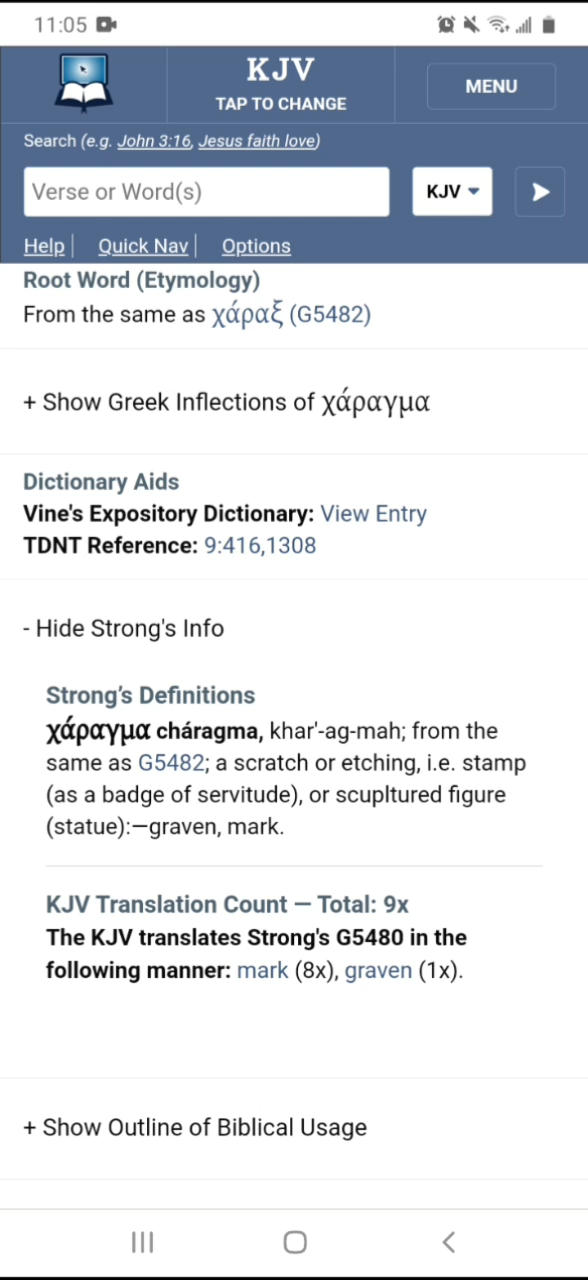 11:05
KJV
TAP TO CHANGE
MENU
Search (e.g. John 3:16, Jesus faith love)
Verse or Word(s)
KJV
Help | Quick Nav | Options
Root Word (Etymology)
From the same as χάραξ (G5482)
+ Show Greek Inflections of χάραγμα
Dictionary Aids
Vine's Expository Dictionary: View Entry
TDNT Reference: 9:416,1308
- Hide Strong's Info
Strong’s Definitions
χάραγμα cháragma, khar'-ag-mah; from the
same as G5482; a scratch or etching, i.e. stamp
(as a badge of servitude), or scupltured figure
(statue):—graven, mark.
KJV Translation Count — Total: 9x
The KJV translates Strong's G5480 in the
following manner: mark (8x), graven (1x).
+ Show Outline of Biblical Usage